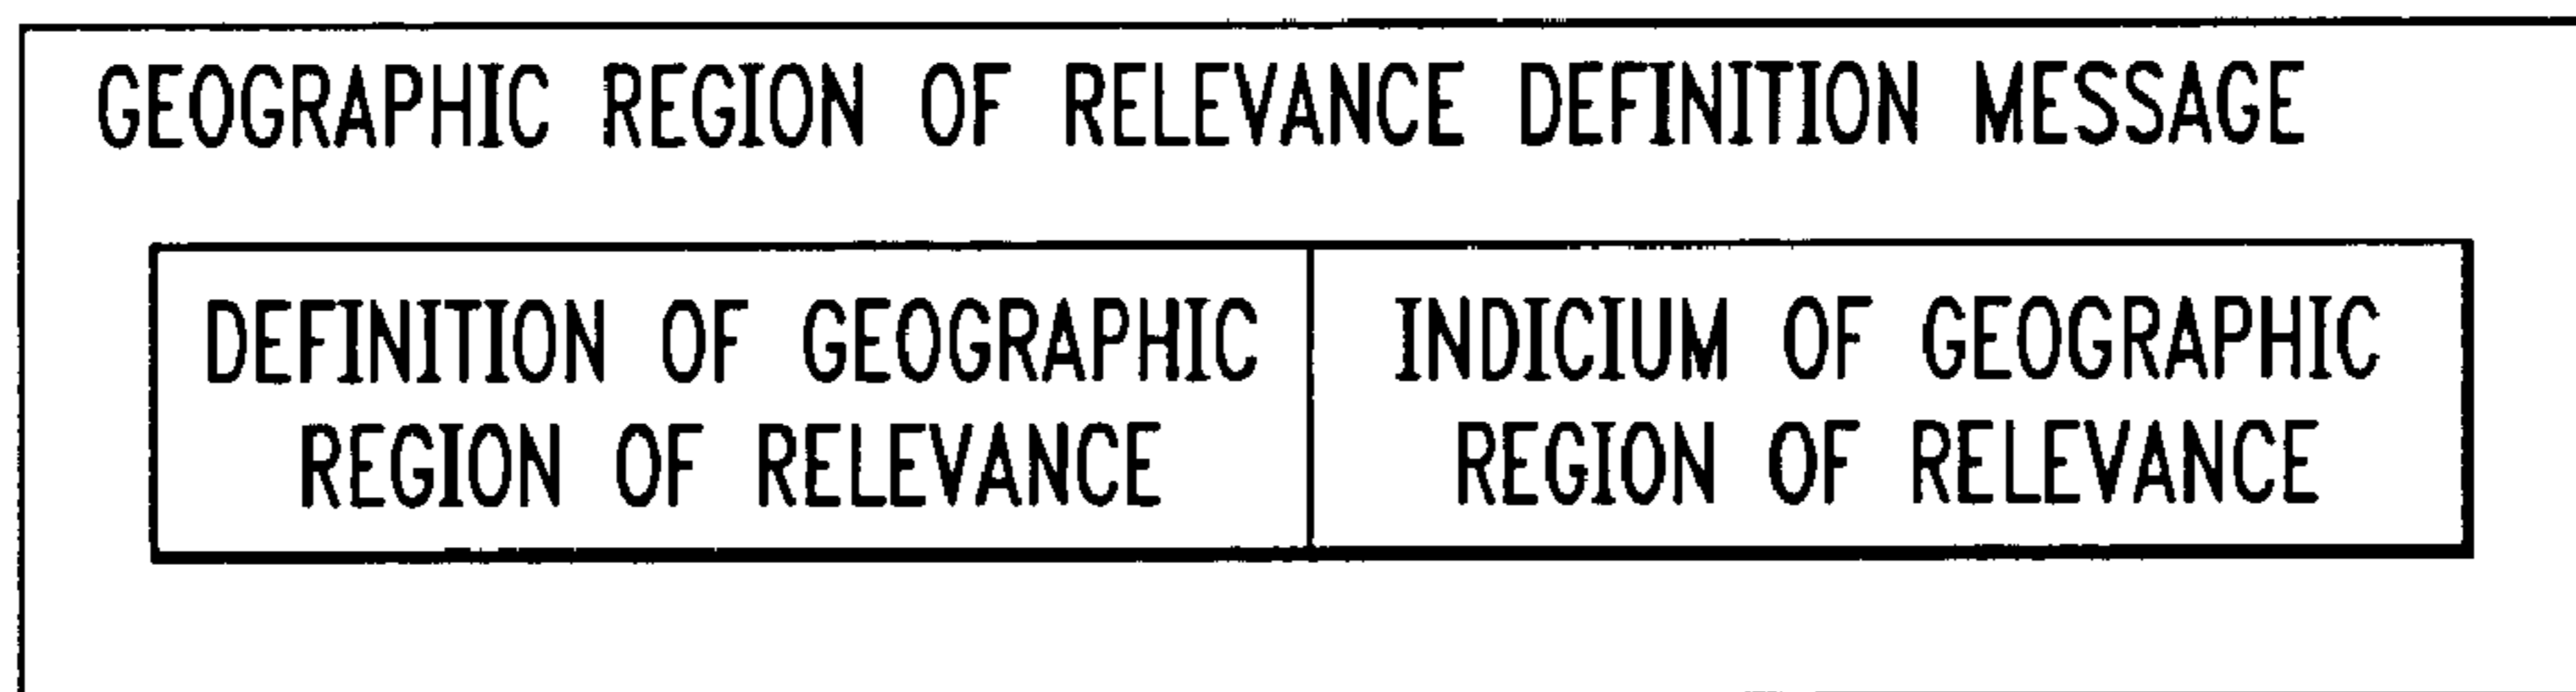 GEOGRAPHIC REGION OF RELEVANCE DEFINITION MESSAGE
DEFINITION OF GEOGRAPHIC
REGION OF RELEVANCE
INDICIUM OF GEOGRAPHIC
REGION OF RELEVANCE